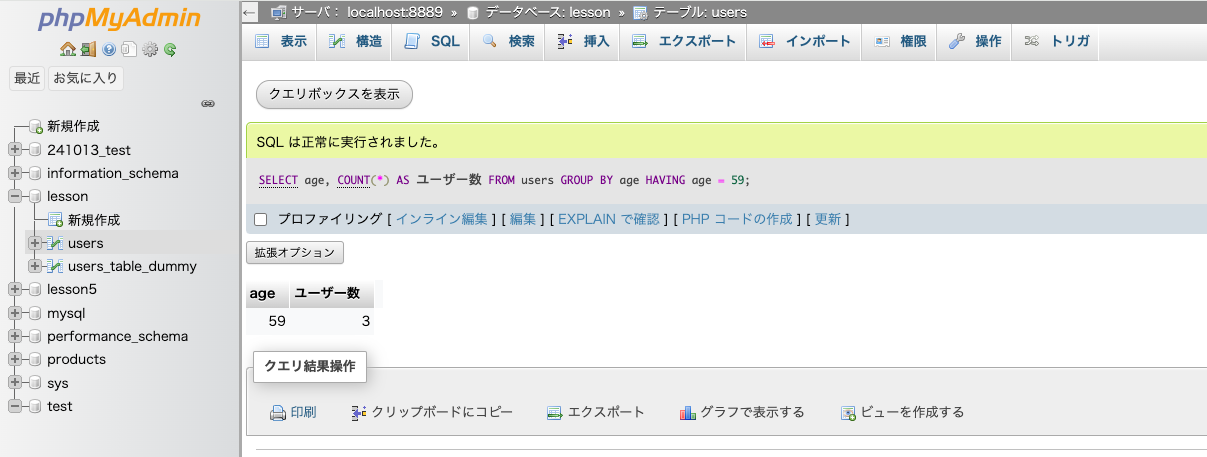 phpMyAdmin
最近 お気に入り
新規作成
241013_test
information_schema
lesson
新規作成
users
users_table_dummy
lesson5
mysql
performance_schema
products
sys
test
サーバ： localhost:8889 » データベース: lesson » テーブル: users
表示 構造 SQL 検索 挿入 エクスポート インポート 権限 操作 トリガ
クエリボックスを表示
SQL は正常に実行されました。
SELECT age, COUNT(*) AS ユーザー数 FROM users GROUP BY age HAVING age = 59;
プロファイリング [ インライン編集 ] [ 編集 ] [ EXPLAIN で確認 ] [ PHP コードの作成 ] [ 更新 ]
拡張オプション
age ユーザー数
59 3
クエリ結果操作
印刷 クリップボードにコピー エクスポート グラフで表示する ビューを作成する